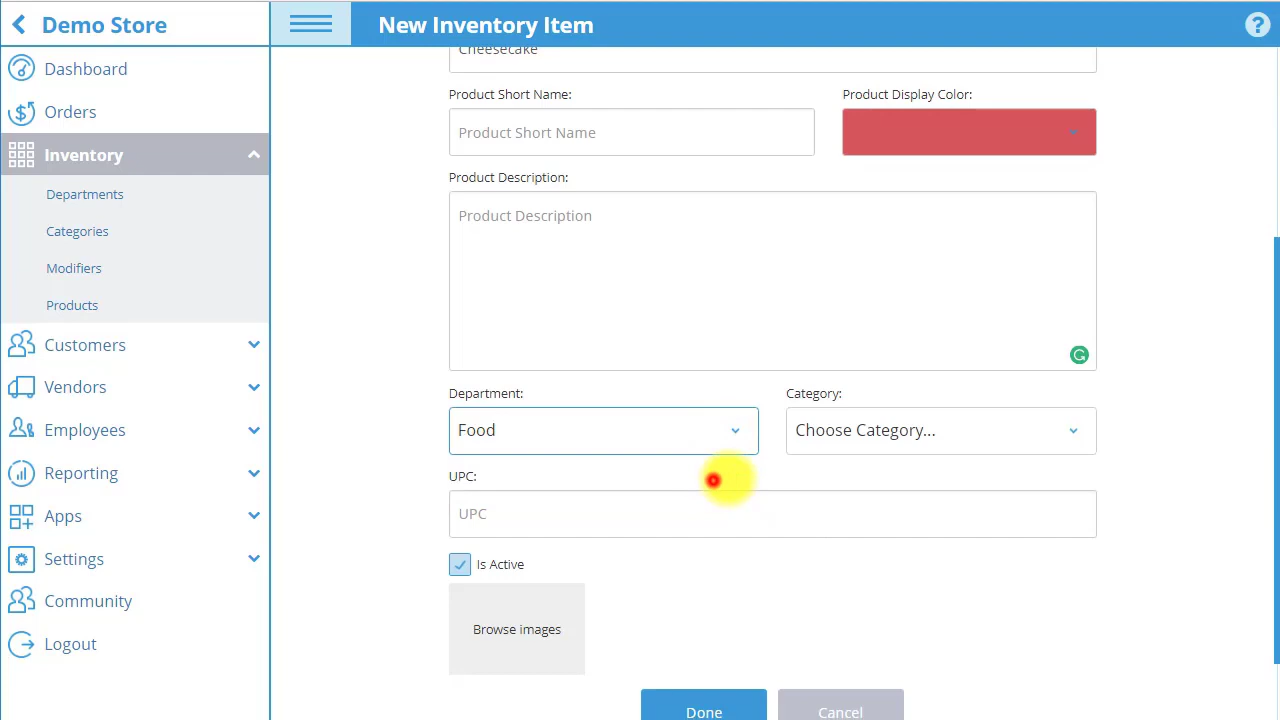 Demo Store
New Inventory Item
?
Dashboard
Orders
Inventory
Departments
Categories
Modifiers
Products
Customers
Vendors
Employees
Reporting
Apps
Settings
Community
Logout
Cheesecake
Product Short Name:
Product Display Color:
Product Short Name
Product Description:
Product Description
Department:
Category:
Food
Choose Category...
UPC:
UPC
Is Active
Browse images
Done
Cancel